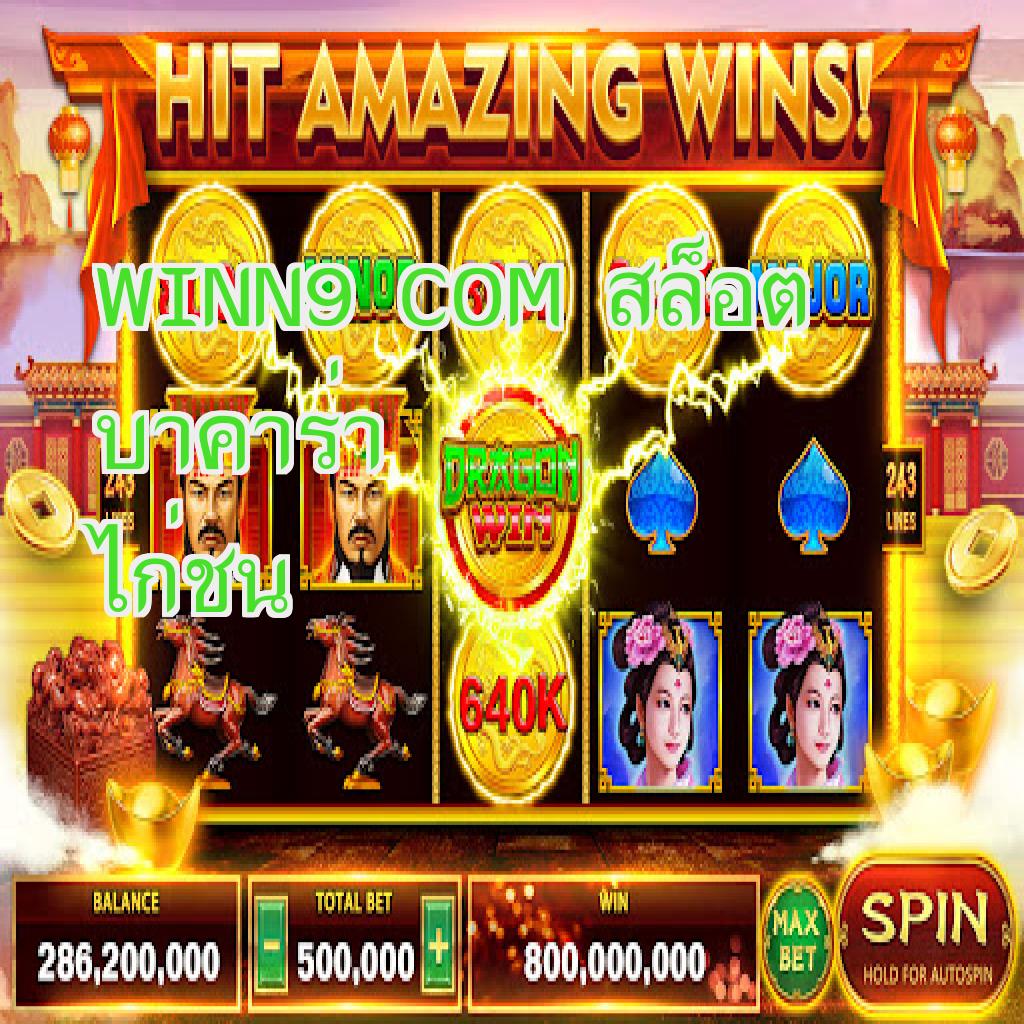 HIT AMAZING WINS!
WINN9 COM สล็อต
MAJOR
บาคาร่า
243
LINES
243
LINES
DRAGON
WIN
ไก่ชน
640K
BALANCE
286,200,000
TOTAL BET
- 500,000 +
WIN
800,000,000
MAX
BET
SPIN
HOLD FOR AUTOSPIN